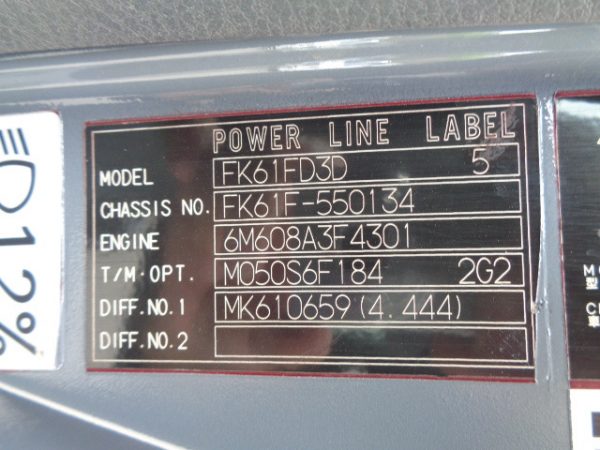 POWER LINE LABEL
MODEL FK61FD3D 5
CHASSIS NO. FK61F-550134
ENGINE 6M608A3F4301
T/M·OPT. M050S6F184 2G2
DIFF.NO.1 MK610659(4.444)
DIFF.NO.2
12%